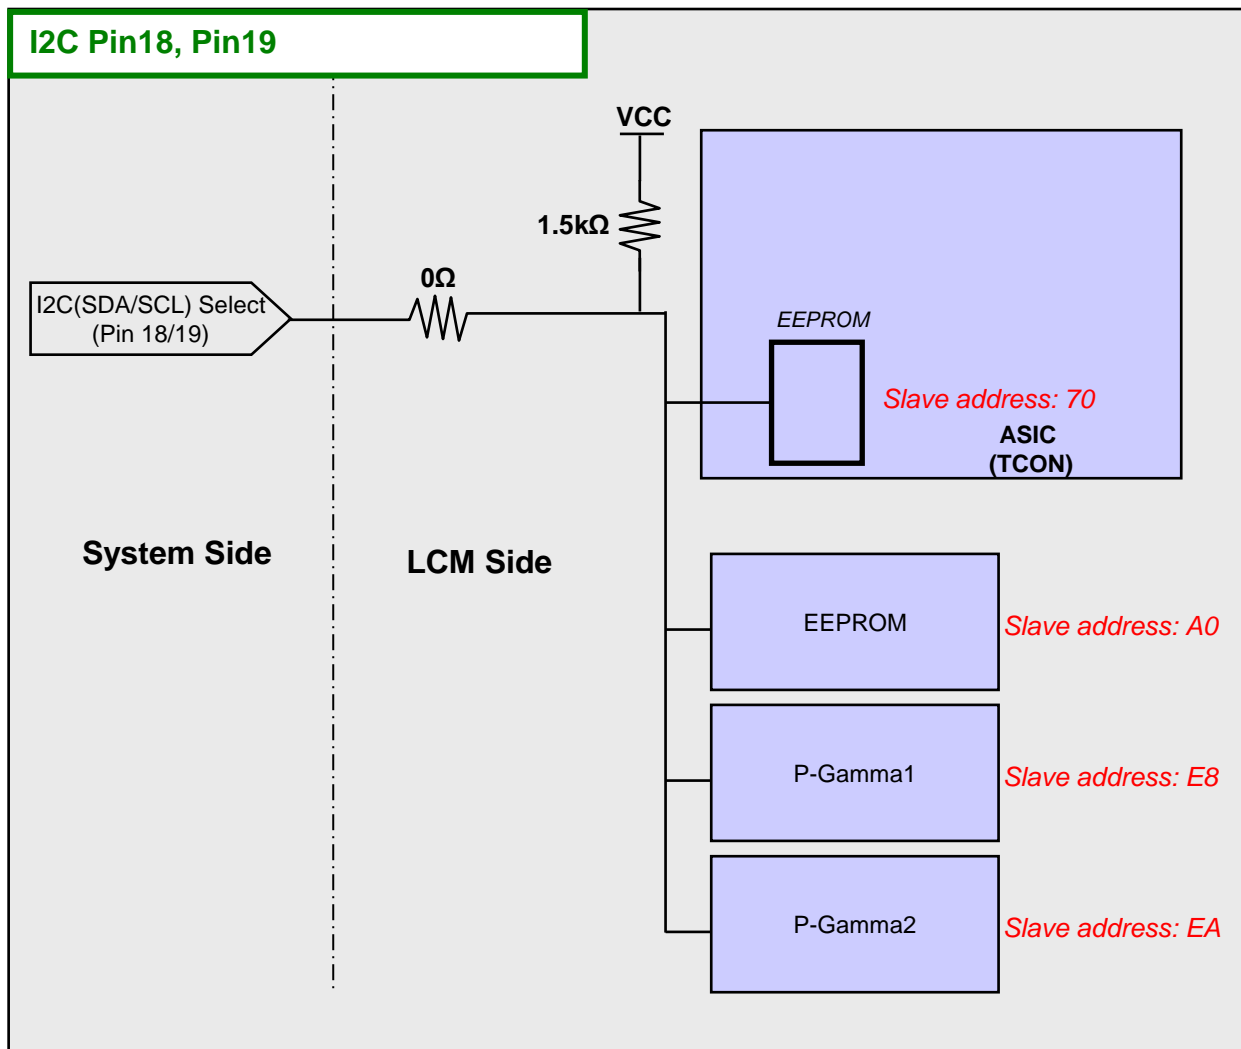 I2C Pin18, Pin19
VCC
1.5kΩ
0Ω
I2C(SDA/SCL) Select
(Pin 18/19)
EEPROM
Slave address: 70
ASIC
(TCON)
System Side
LCM Side
EEPROM
Slave address: A0
P-Gamma1
Slave address: E8
P-Gamma2
Slave address: EA